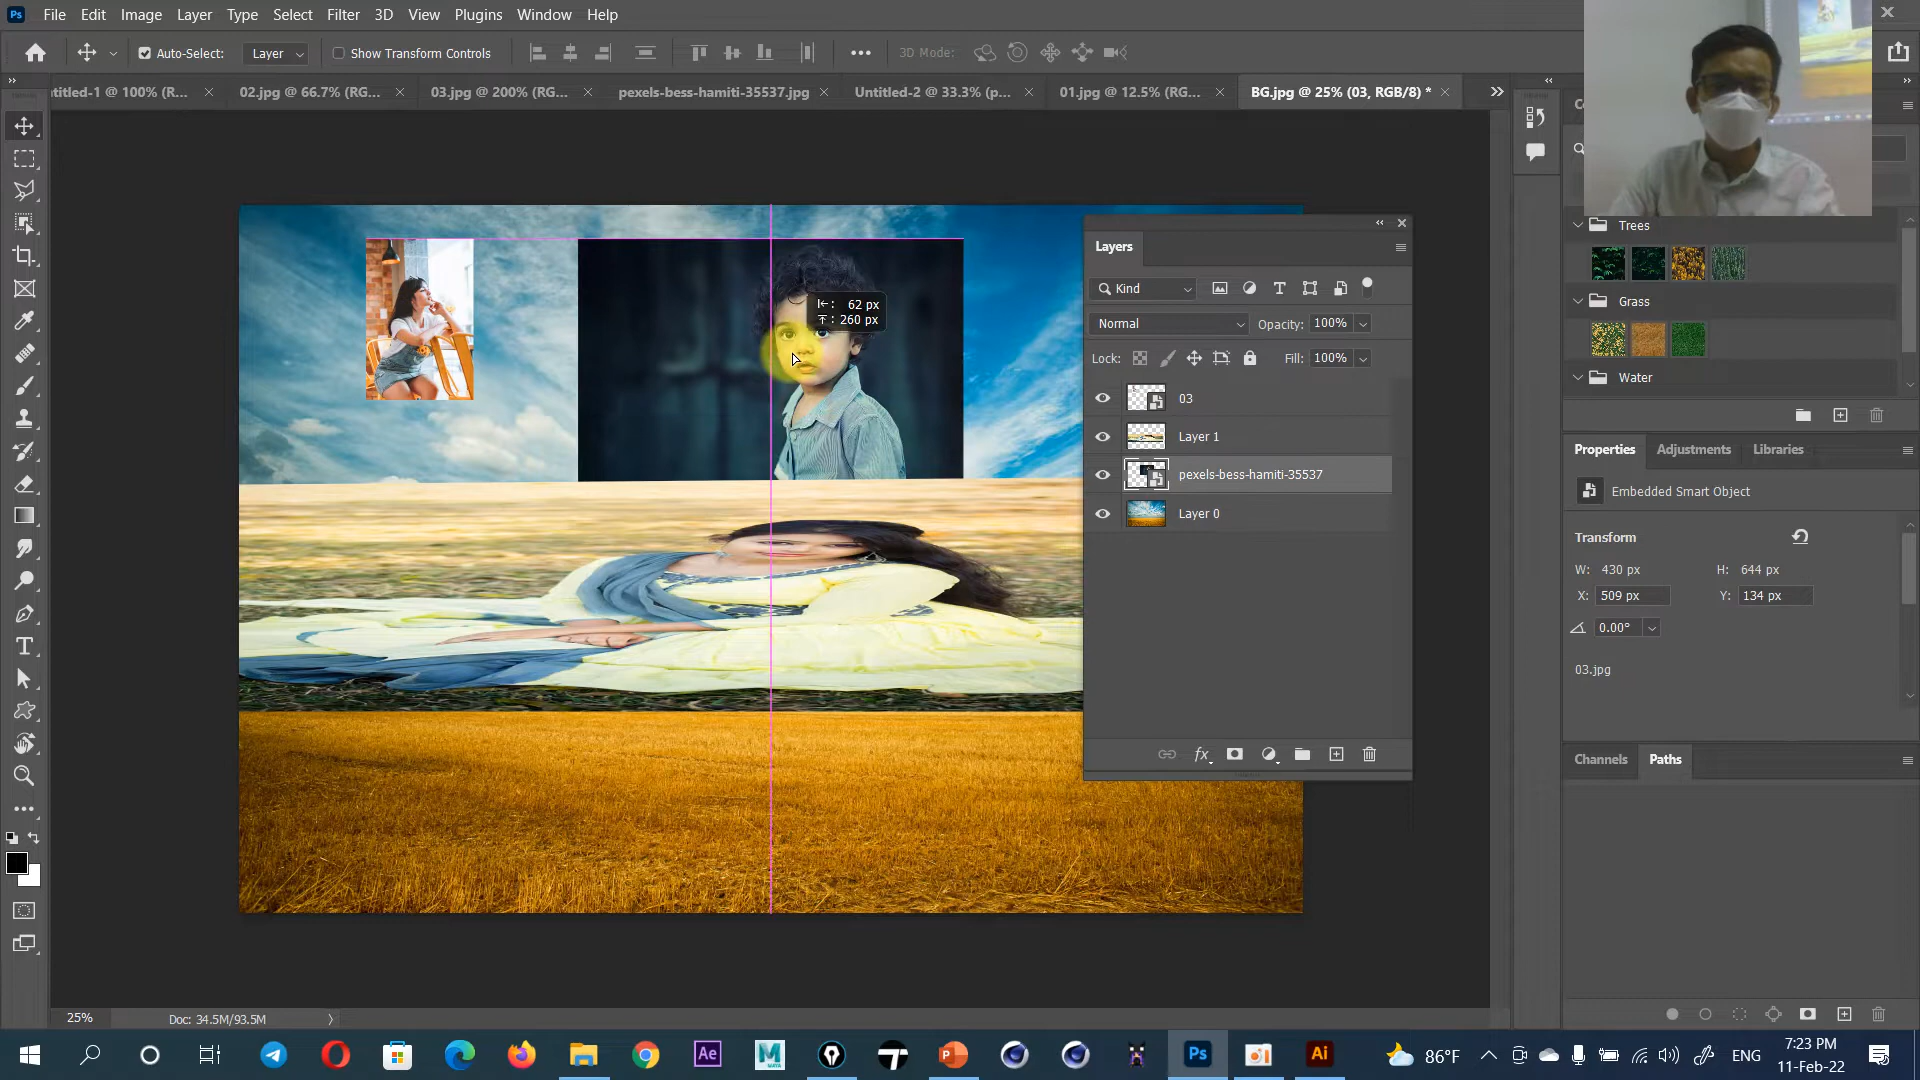 File Edit Image Layer Type Select Filter 3D View Plugins Window Help
Auto-Select: Layer Show Transform Controls 3D Mode:
ntitled-1 @ 100% (R... 02.jpg @ 66.7% (RG... 03.jpg @ 200% (RG... pexels-bess-hamiti-35537.jpg Untitled-2 @ 33.3% (p... 01.jpg @ 12.5% (RG... BG.jpg @ 25% (03, RGB/8) *
62 px
260 px
Layers
Kind
Normal Opacity: 100%
Lock: Fill: 100%
03
Layer 1
pexels-bess-hamiti-35537
Layer 0
Trees
Grass
Water
Properties Adjustments Libraries
Embedded Smart Object
Transform
W: 430 px H: 644 px
X: 509 px Y: 134 px
0.00°
03.jpg
Channels Paths
25% Doc: 34.5M/93.5M
86°F ENG 7:23 PM
11-Feb-22